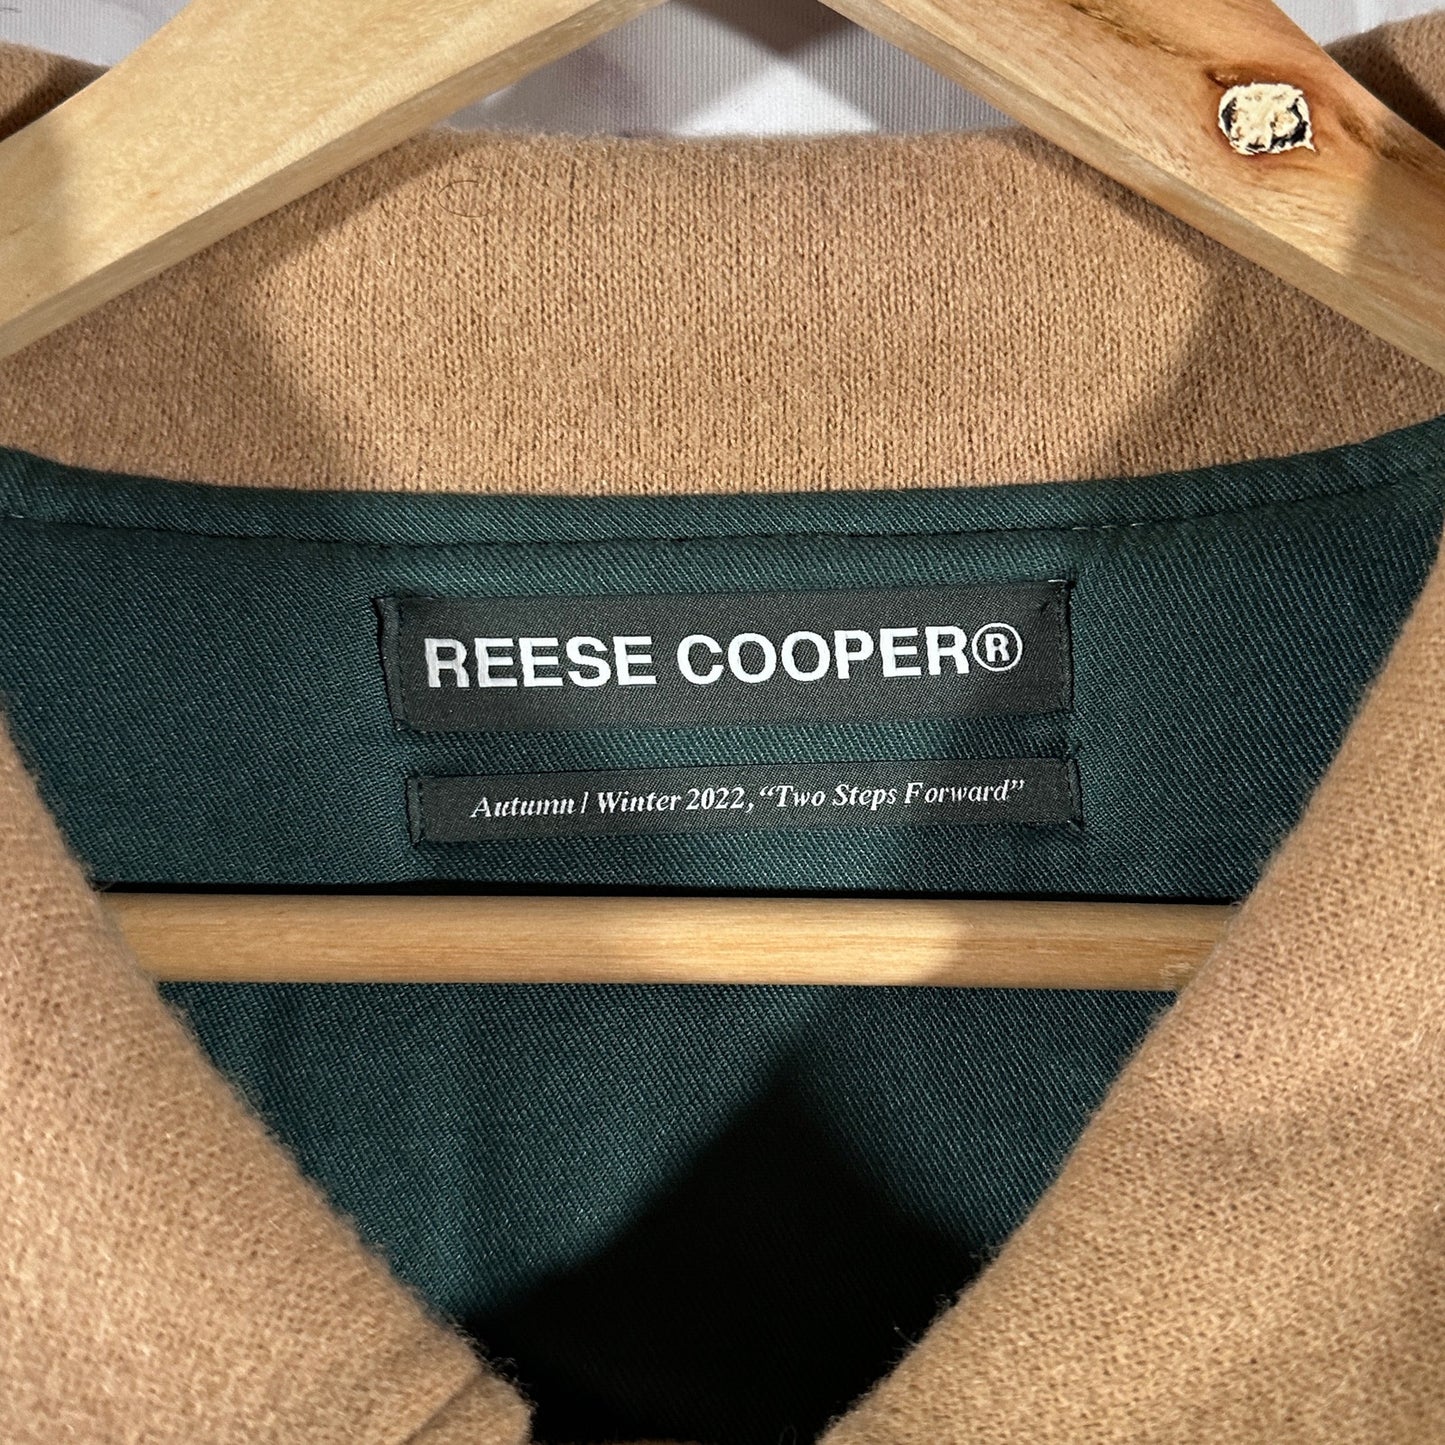 REESE COOPER®
Autumn / Winter 2022, “Two Steps Forward”